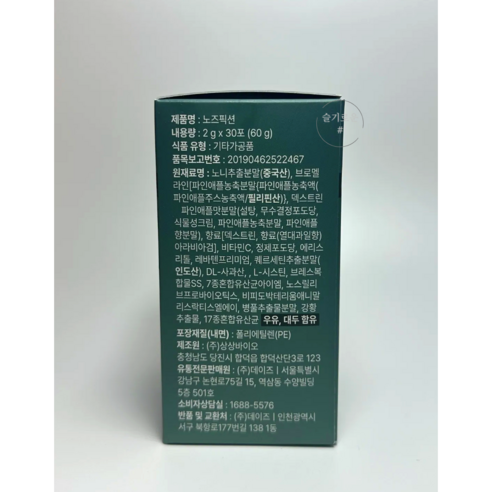 슬기로
#
제품명 : 노즈픽션
내용량 : 2 g x 30포 (60 g)
식품 유형 : 기타가공품
품목보고번호 : 20190462522467
원재료명 : 노니추출분말(중국산), 브로멜
라인[파인애플농축분말(파인애플농축액(
파인애플주스농축액/필리핀산)), 덱스트린
파인애플맛분말(설탕, 무수결정포도당,
식물성크림, 파인애플농축분말, 파인애플
향분말), 향료[덱스트린, 향료(열대과일향)
아라비아검], 비타민C, 정제포도당, 에리스
리톨, 레바텐프리미엄, 퀘르세틴추출분말(
인도산), DL-사과산, , L-시스틴, 브레스복
합물SS, 7종혼합유산균아이엠, 노스릴리
브프로바이오틱스, 비피도박테리움애니말
리스락티스엘에이, 병풀추출물분말, 강황
추출물, 17종혼합유산균 우유, 대두 함유
포장재질(내면) : 폴리에틸렌(PE)
제조원 : (주)상상바이오
충청남도 당진시 합덕읍 합덕산단3로 123
유통전문판매원 : (주)데이즈 | 서울특별시
강남구 논현로75길 15, 역삼동 수양빌딩
5층 501호
소비자상담실 : 1688-5576
반품 및 교환처 : (주)데이즈 | 인천광역시
서구 북항로177번길 138 1동